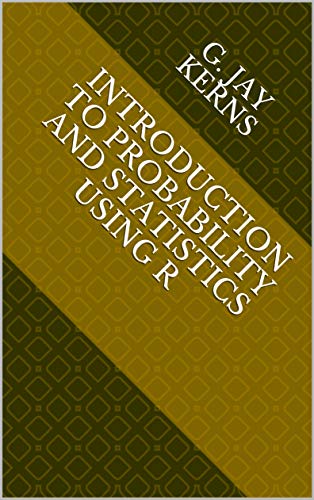 G. JAY
KERNS
INTRODUCTION
TO PROBABILITY
AND STATISTICS
USING R